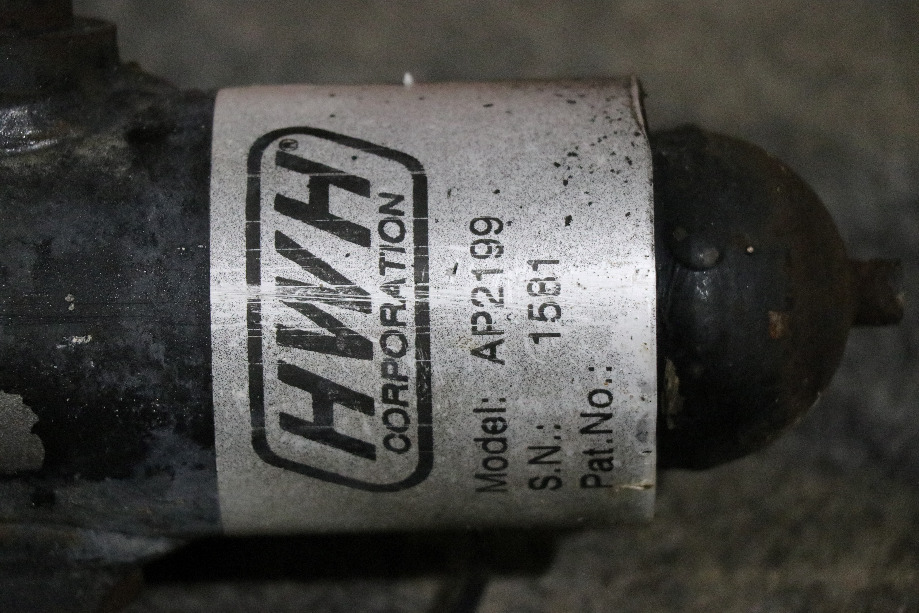 HWH®
CORPORATION
Model: AP2199
S.N.: 1581
Pat.No.: